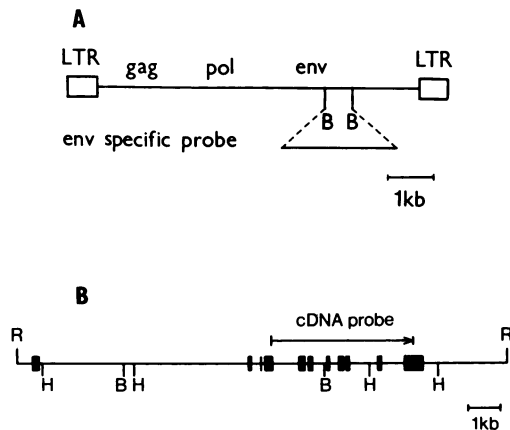 A
LTR gag pol env LTR
B B
env specific probe
1kb
B
cDNA probe
R R
H B H B H H
1kb